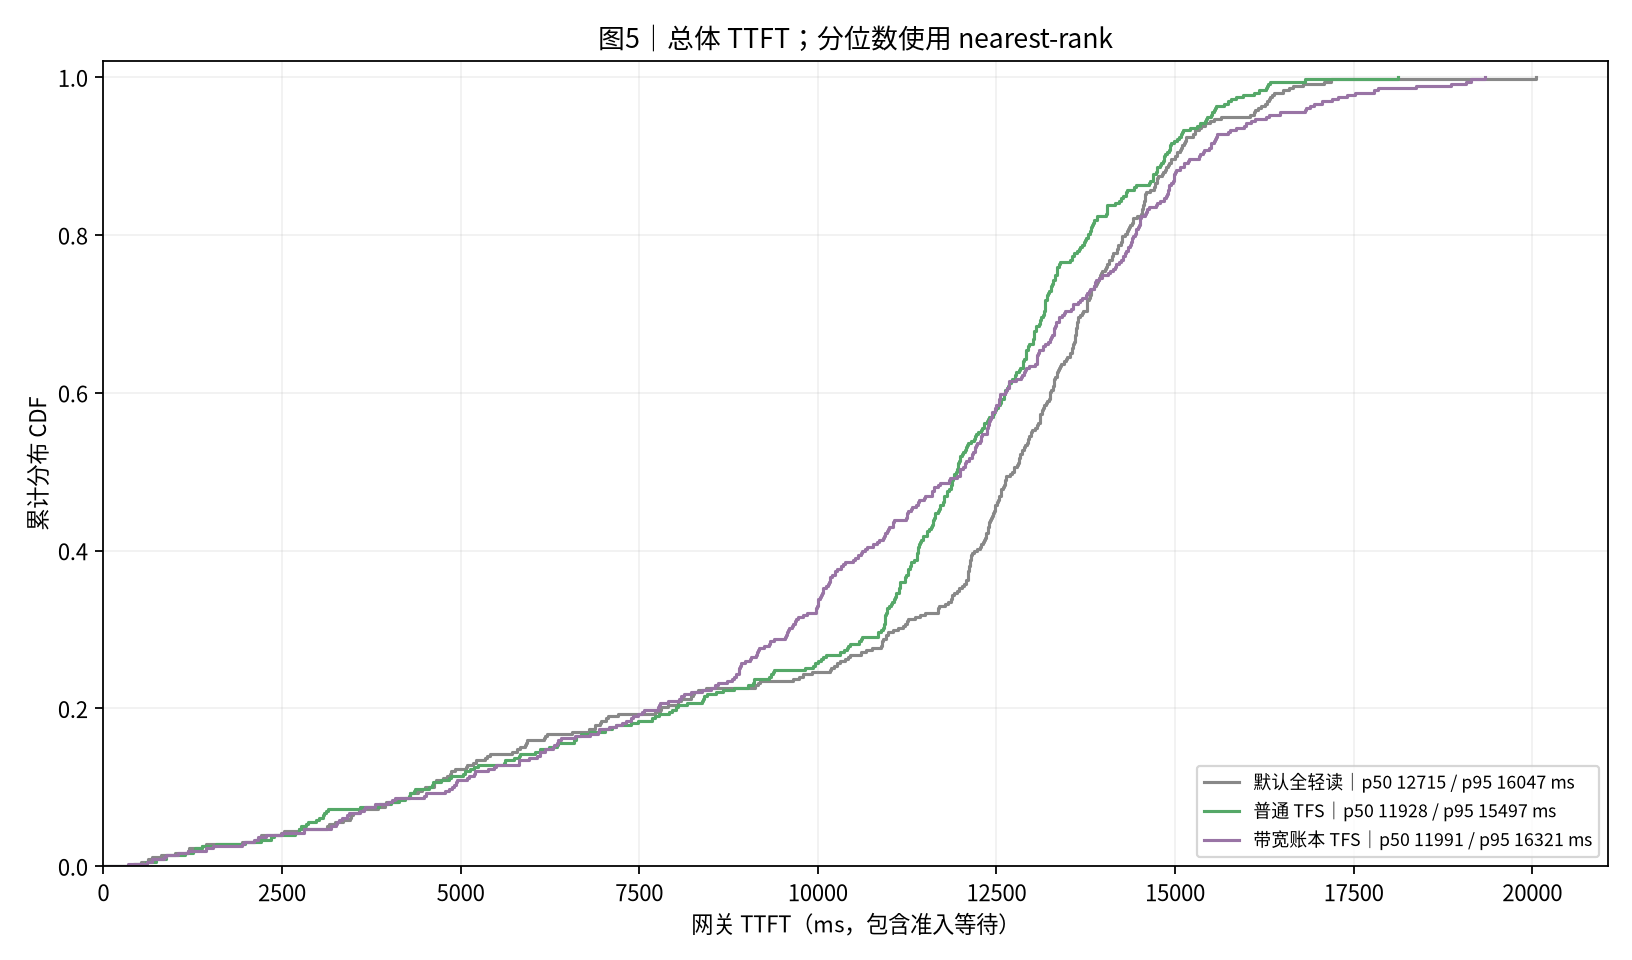 图5｜总体 TTFT；分位数使用 nearest-rank
累计分布 CDF
1.0
0.8
0.6
0.4
0.2
0.0
0
2500
5000
7500
10000
12500
15000
17500
20000
网关 TTFT（ms，包含准入等待）
默认全轻读｜p50 12715 / p95 16047 ms
普通 TFS｜p50 11928 / p95 15497 ms
带宽账本 TFS｜p50 11991 / p95 16321 ms